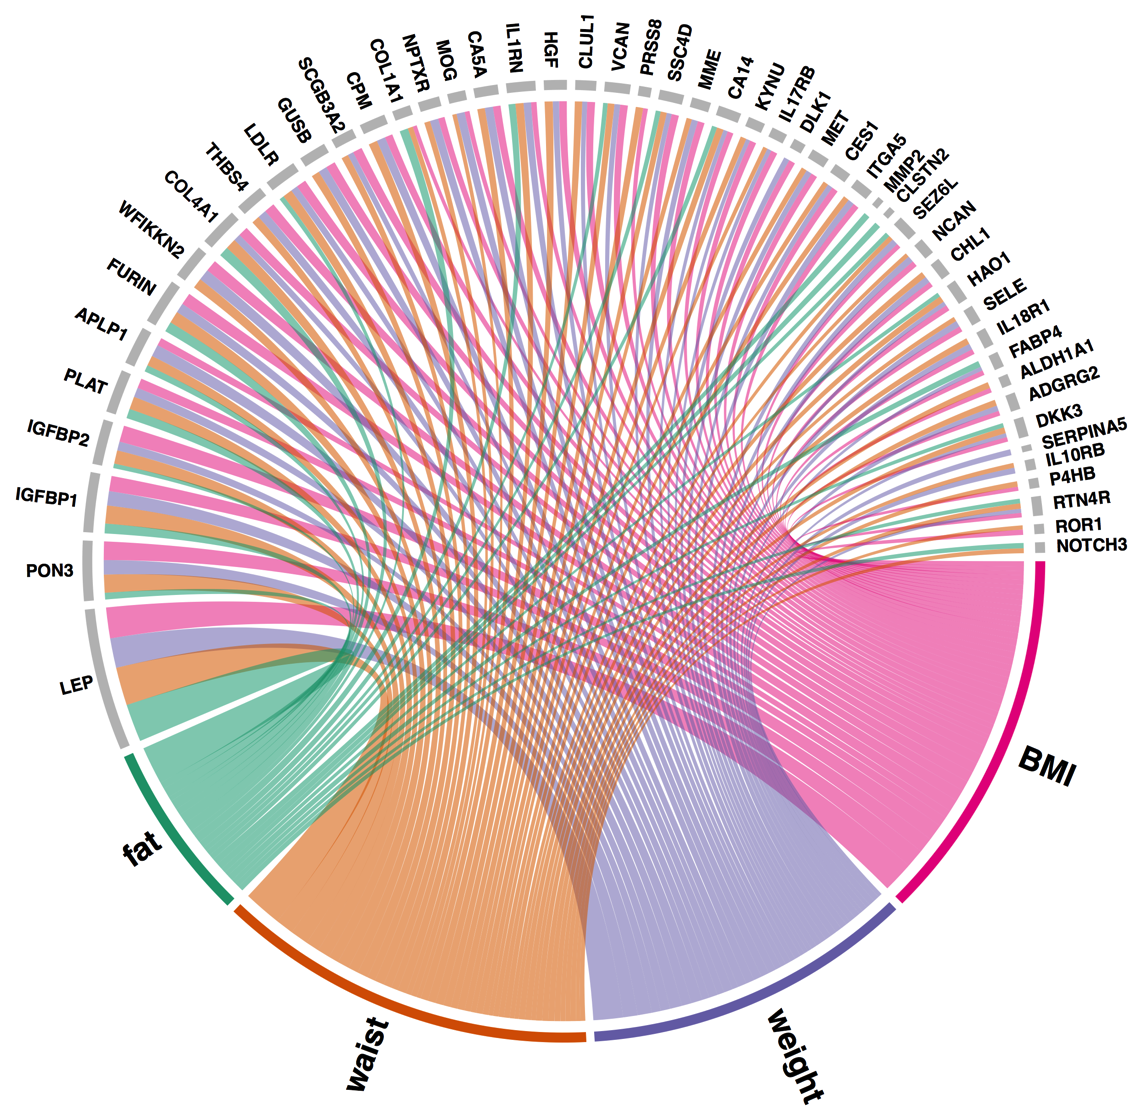 LEP
PON3
IGFBP1
IGFBP2
PLAT
APLP1
FURIN
WFIKKN2
COL4A1
THBS4
LDLR
GUSB
SCGB3A2
CPM
COL1A1
NPTXR
MOG
CA5A
IL1RN
HGF
CLUL1
VCAN
PRSS8
SSC4D
MME
CA14
KYNU
IL17RB
DLK1
MET
CES1
ITGA5
MMP2
CLSTN2
SEZ6L
NCAN
CHL1
HAO1
SELE
IL18R1
FABP4
ALDH1A1
ADGRG2
DKK3
SERPINA5
IL10RB
P4HB
RTN4R
ROR1
NOTCH3
BMI
weight
waist
fat